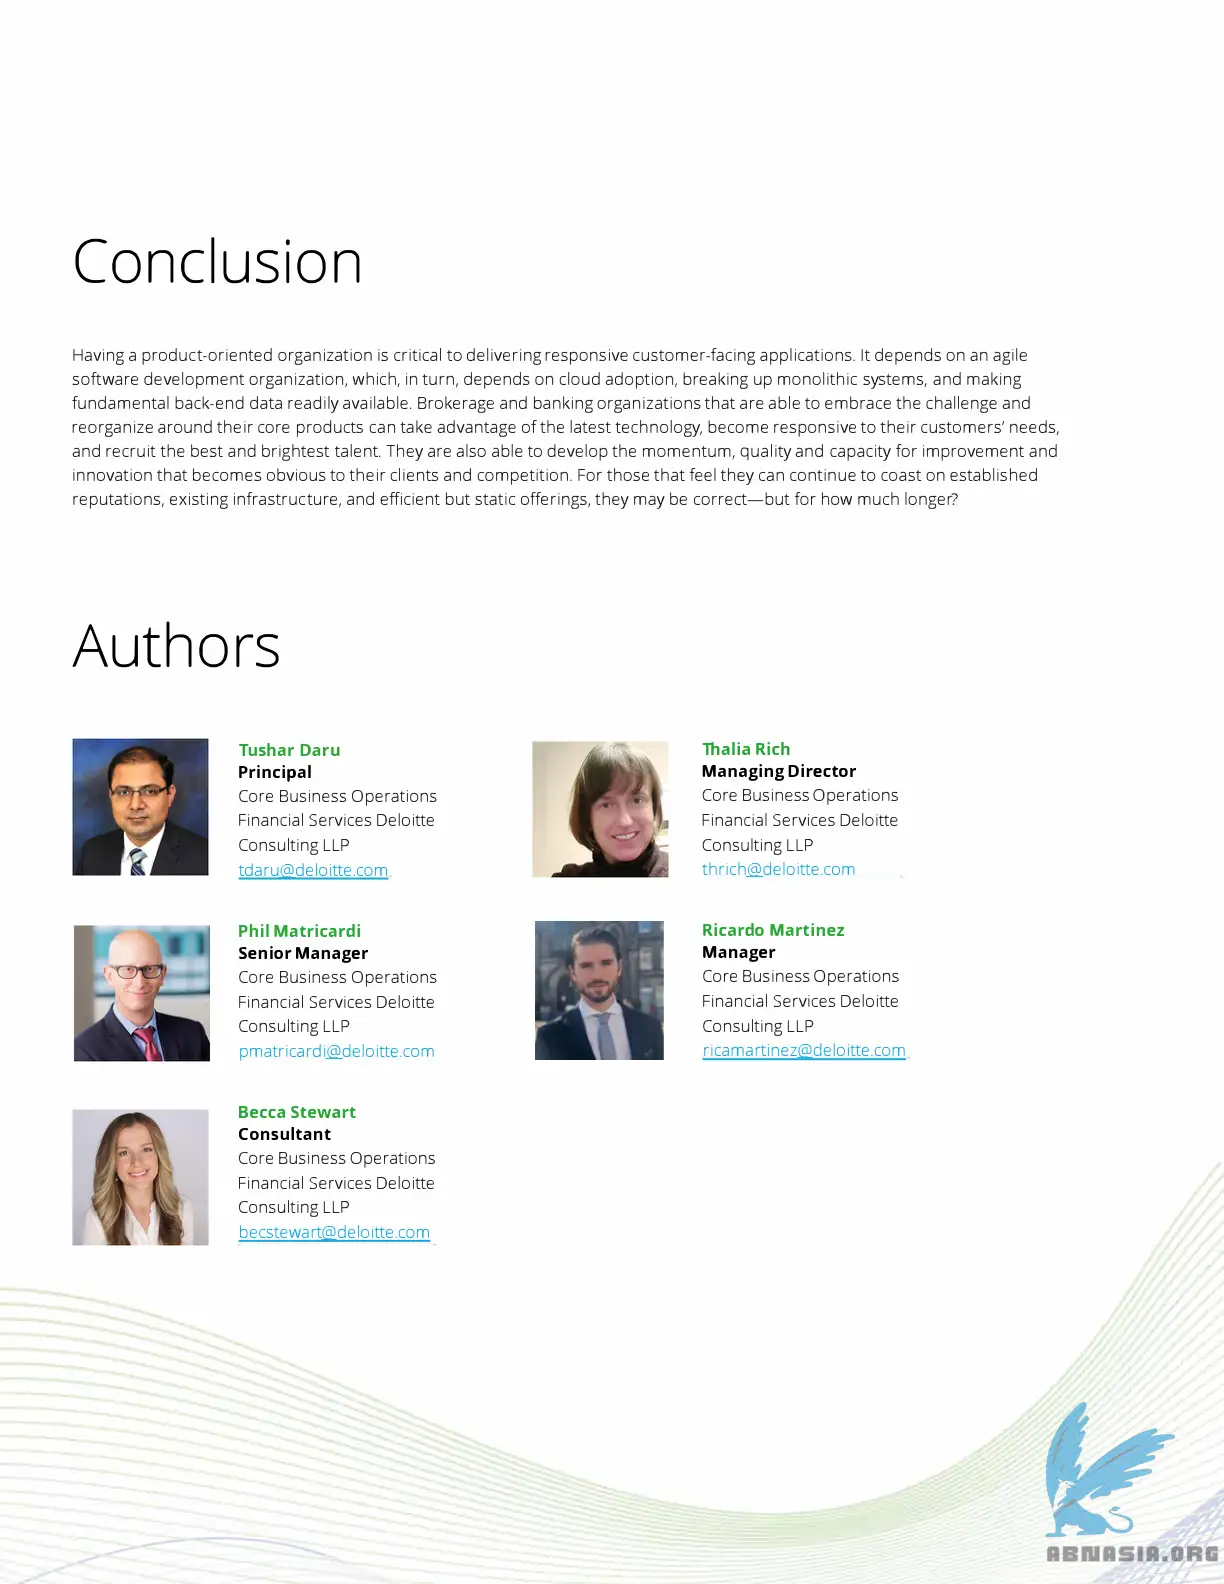 Conclusion
Having a product-oriented organization is critical to delivering responsive customer-facing applications. It depends on an agile
software development organization, which, in turn, depends on cloud adoption, breaking up monolithic systems, and making
fundamental back-end data readily available. Brokerage and banking organizations that are able to embrace the challenge and
reorganize around their core products can take advantage of the latest technology, become responsive to their customers’ needs,
and recruit the best and brightest talent. They are also able to develop the momentum, quality and capacity for improvement and
innovation that becomes obvious to their clients and competition. For those that feel they can continue to coast on established
reputations, existing infrastructure, and efficient but static offerings, they may be correct—but for how much longer?
Authors
Tushar Daru
Principal
Core Business Operations
Financial Services Deloitte
Consulting LLP
tdaru@deloitte.com
Thalia Rich
Managing Director
Core Business Operations
Financial Services Deloitte
Consulting LLP
thrich@deloitte.com
Phil Matricardi
Senior Manager
Core Business Operations
Financial Services Deloitte
Consulting LLP
pmatricardi@deloitte.com
Ricardo Martinez
Manager
Core Business Operations
Financial Services Deloitte
Consulting LLP
ricamartinez@deloitte.com
Becca Stewart
Consultant
Core Business Operations
Financial Services Deloitte
Consulting LLP
becstewart@deloitte.com
ABNASIA.ORG